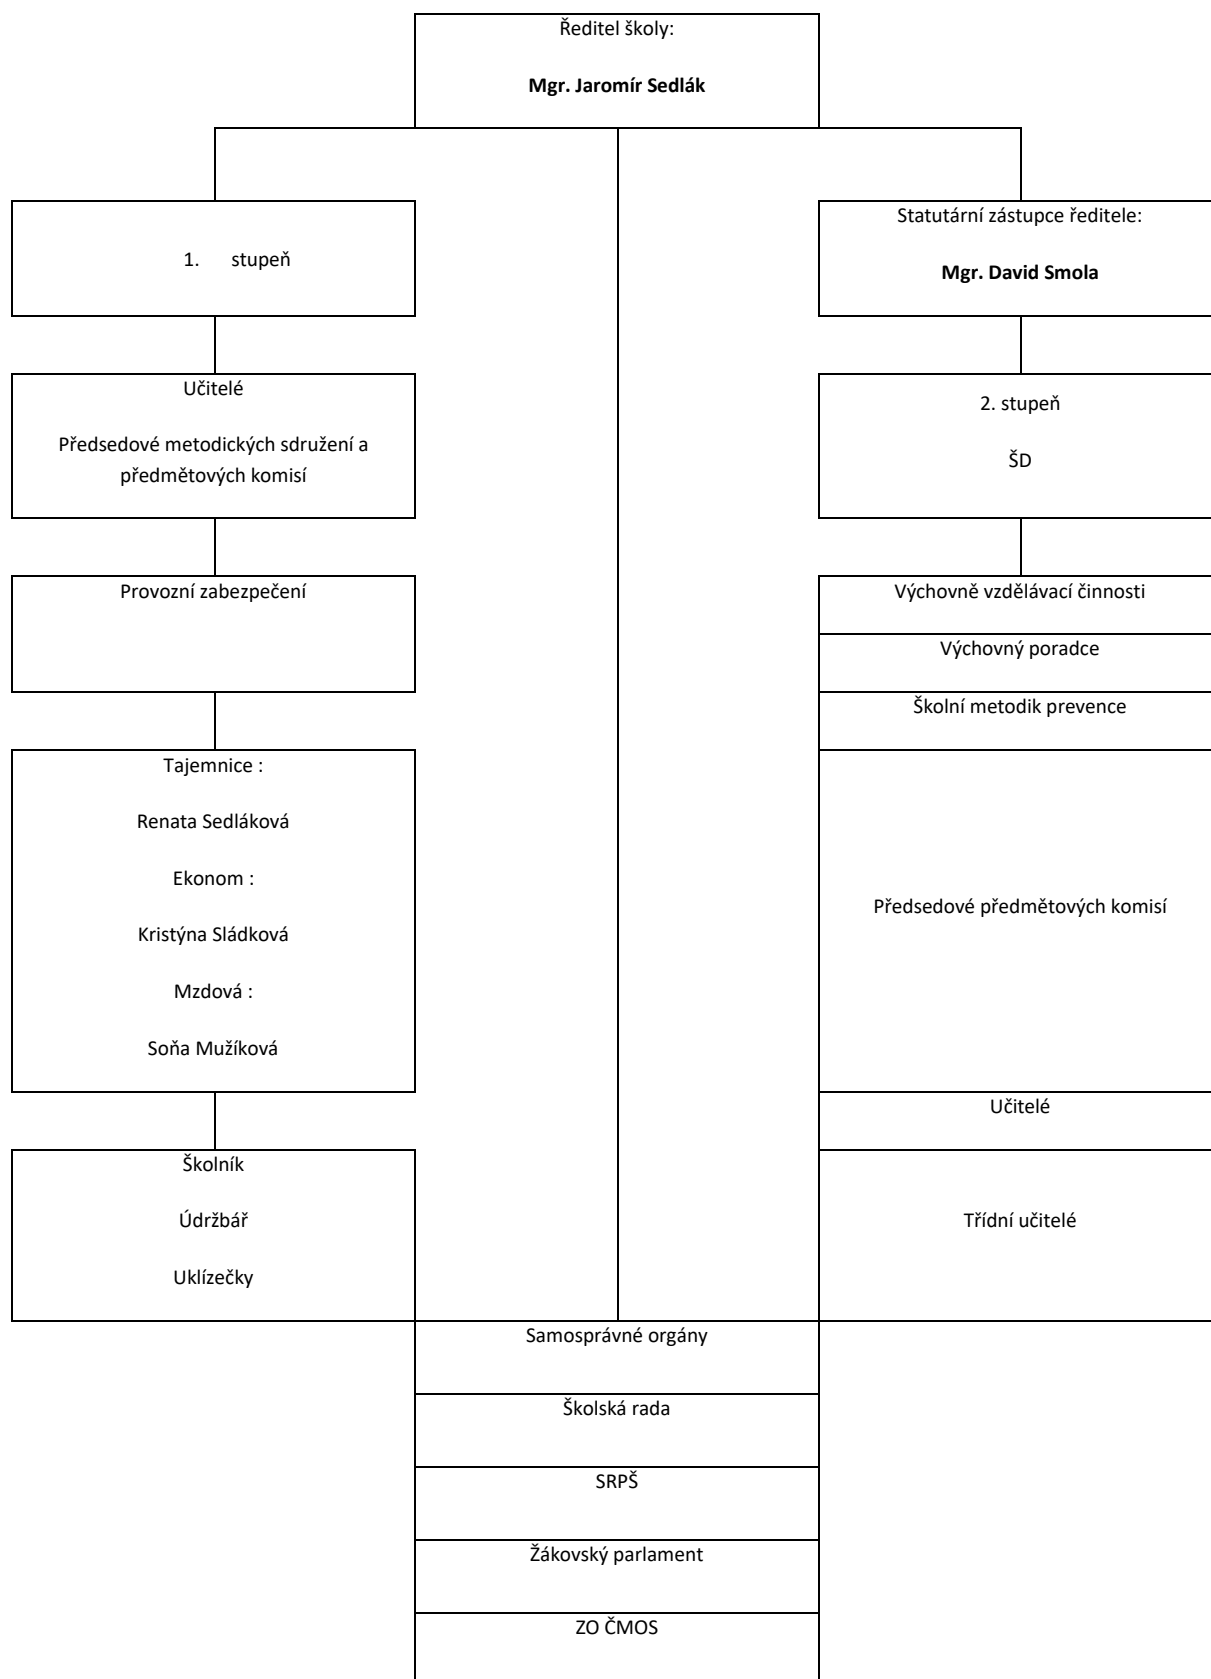 Ředitel školy:
Mgr. Jaromír Sedlák
1. stupeň
Statutární zástupce ředitele:
Mgr. David Smola
Učitelé
Předsedové metodických sdružení a
předmětových komisí
2. stupeň
ŠD
Provozní zabezpečení
Výchovně vzdělávací činnosti
Výchovný poradce
Školní metodik prevence
Tajemnice :
Renata Sedláková
Ekonom :
Kristýna Sládková
Mzdová :
Soňa Mužíková
Předsedové předmětových komisí
Učitelé
Školník
Údržbář
Uklízečky
Třídní učitelé
Samosprávné orgány
Školská rada
SRPŠ
Žákovský parlament
ZO ČMOS